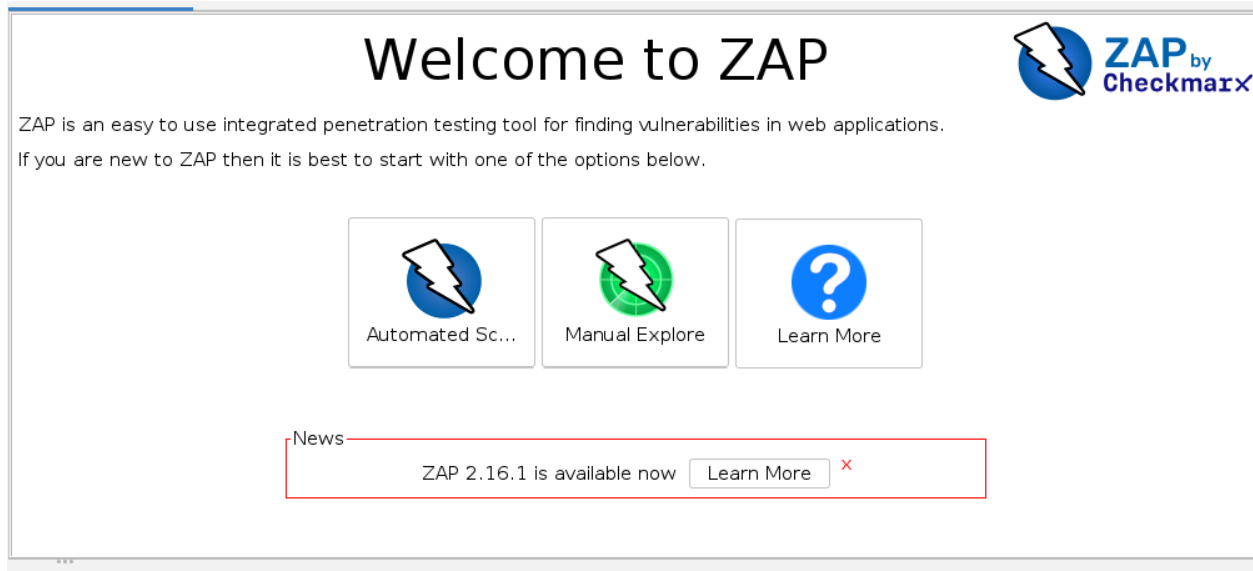 Welcome to ZAP
ZAP by
Checkmarx
ZAP is an easy to use integrated penetration testing tool for finding vulnerabilities in web applications.
If you are new to ZAP then it is best to start with one of the options below.
Automated Sc...
Manual Explore
Learn More
News
ZAP 2.16.1 is available now Learn More x